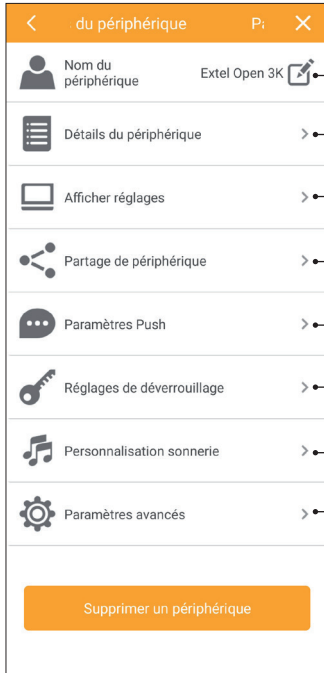 du périphérique Pa
Nom du
périphérique
Extel Open 3K
Détails du périphérique
Afficher réglages
Partage de périphérique
Paramètres Push
Réglages de déverrouillage
Personnalisation sonnerie
Paramètres avancés
Supprimer un périphérique